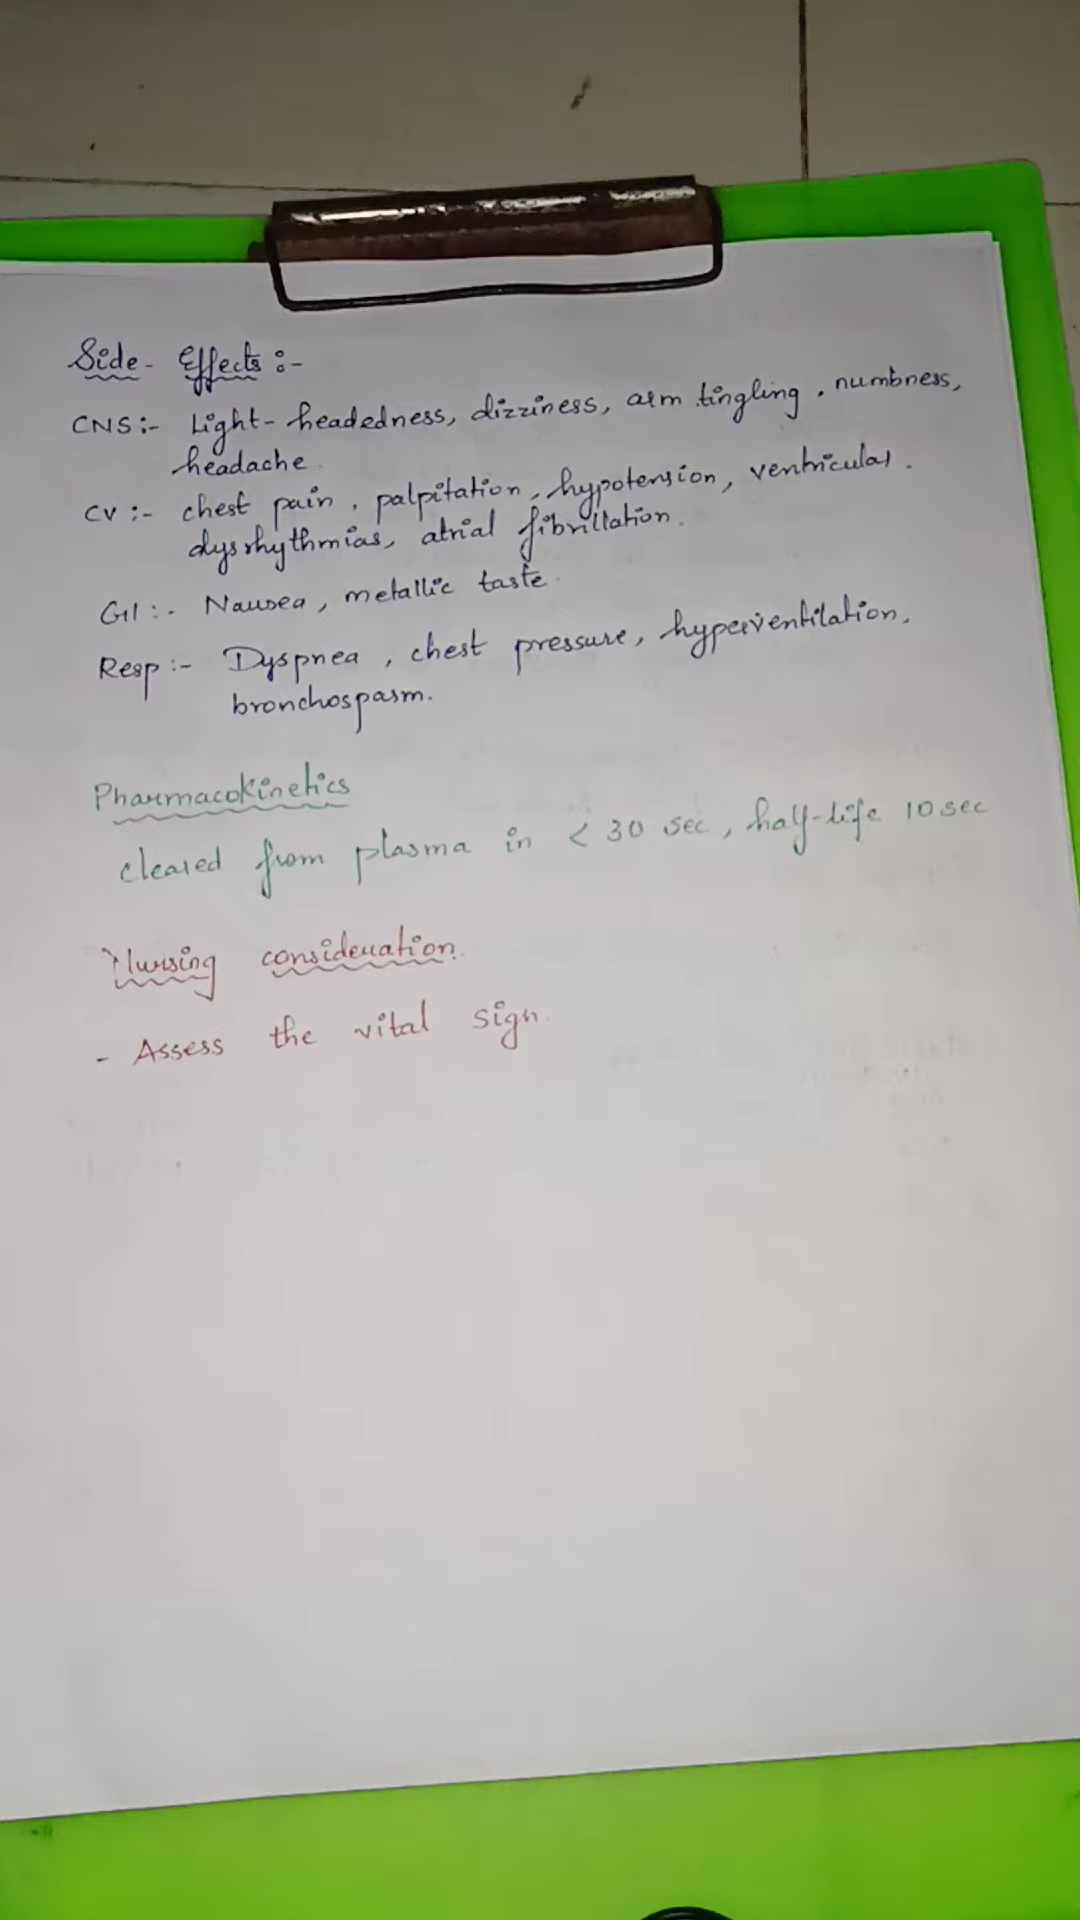 Side - Effects :-
CNS :- Light - headedness, dizziness, arm tingling, numbness,
headache.
CV :- chest pain, palpitation, hypotension, ventricular.
dysrhythmias, atrial fibrillation.
GI :- Nausea, metallic taste.
Resp :- Dyspnea, chest pressure, hyperventilation,
bronchospasm.
Pharmacokinetics
cleared from plasma in < 30 sec, half-life 10 sec
Nursing consideration.
- Assess the vital sign.